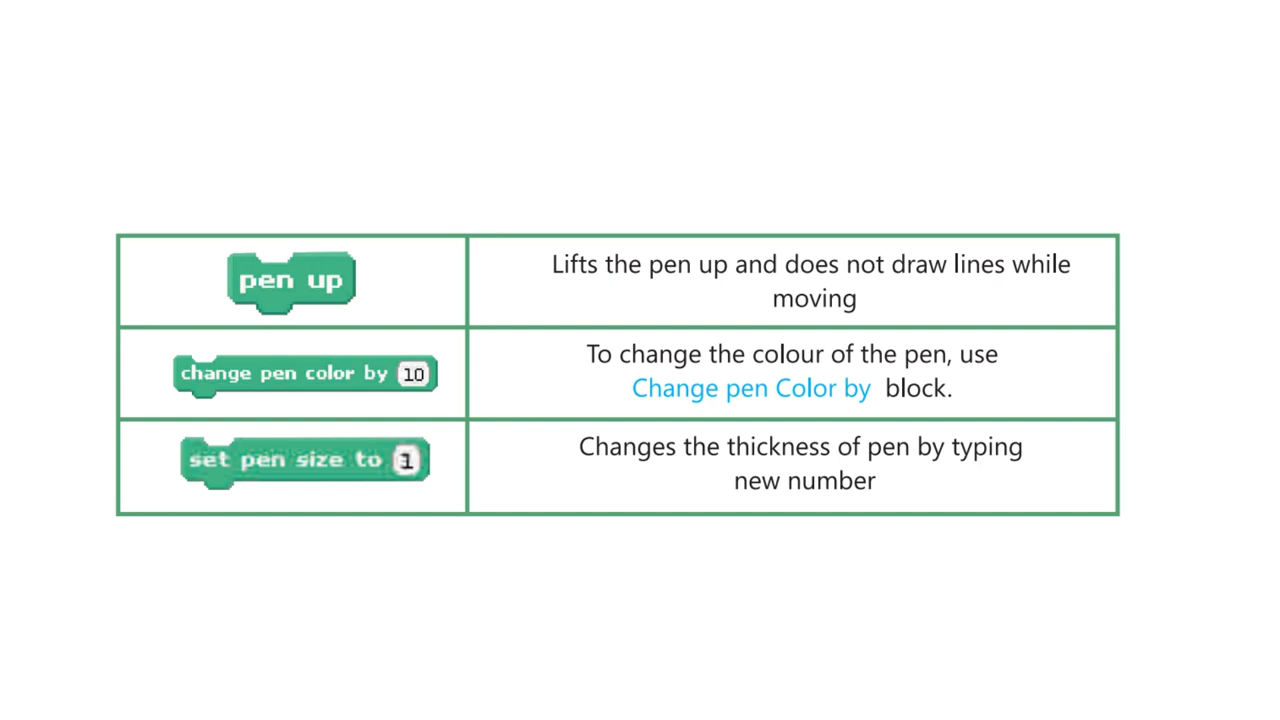 pen up
Lifts the pen up and does not draw lines while
moving
change pen color by 10
To change the colour of the pen, use
Change pen Color by block.
set pen size to 1
Changes the thickness of pen by typing
new number